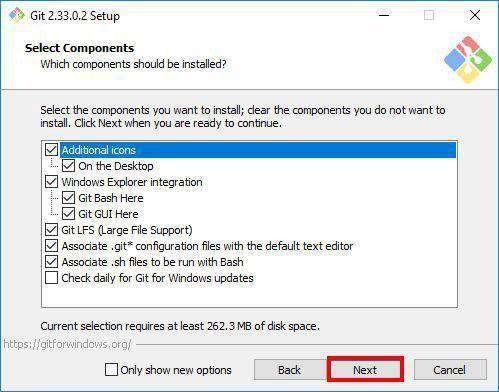 Git 2.33.0.2 Setup
Select Components
Which components should be installed?
Select the components you want to install; clear the components you do not want to
install. Click Next when you are ready to continue.
Additional icons
On the Desktop
Windows Explorer integration
Git Bash Here
Git GUI Here
Git LFS (Large File Support)
Associate .git* configuration files with the default text editor
Associate .sh files to be run with Bash
Check daily for Git for Windows updates
Current selection requires at least 262.3 MB of disk space.
https://gitforwindows.org/
Only show new options
Back
Next
Cancel